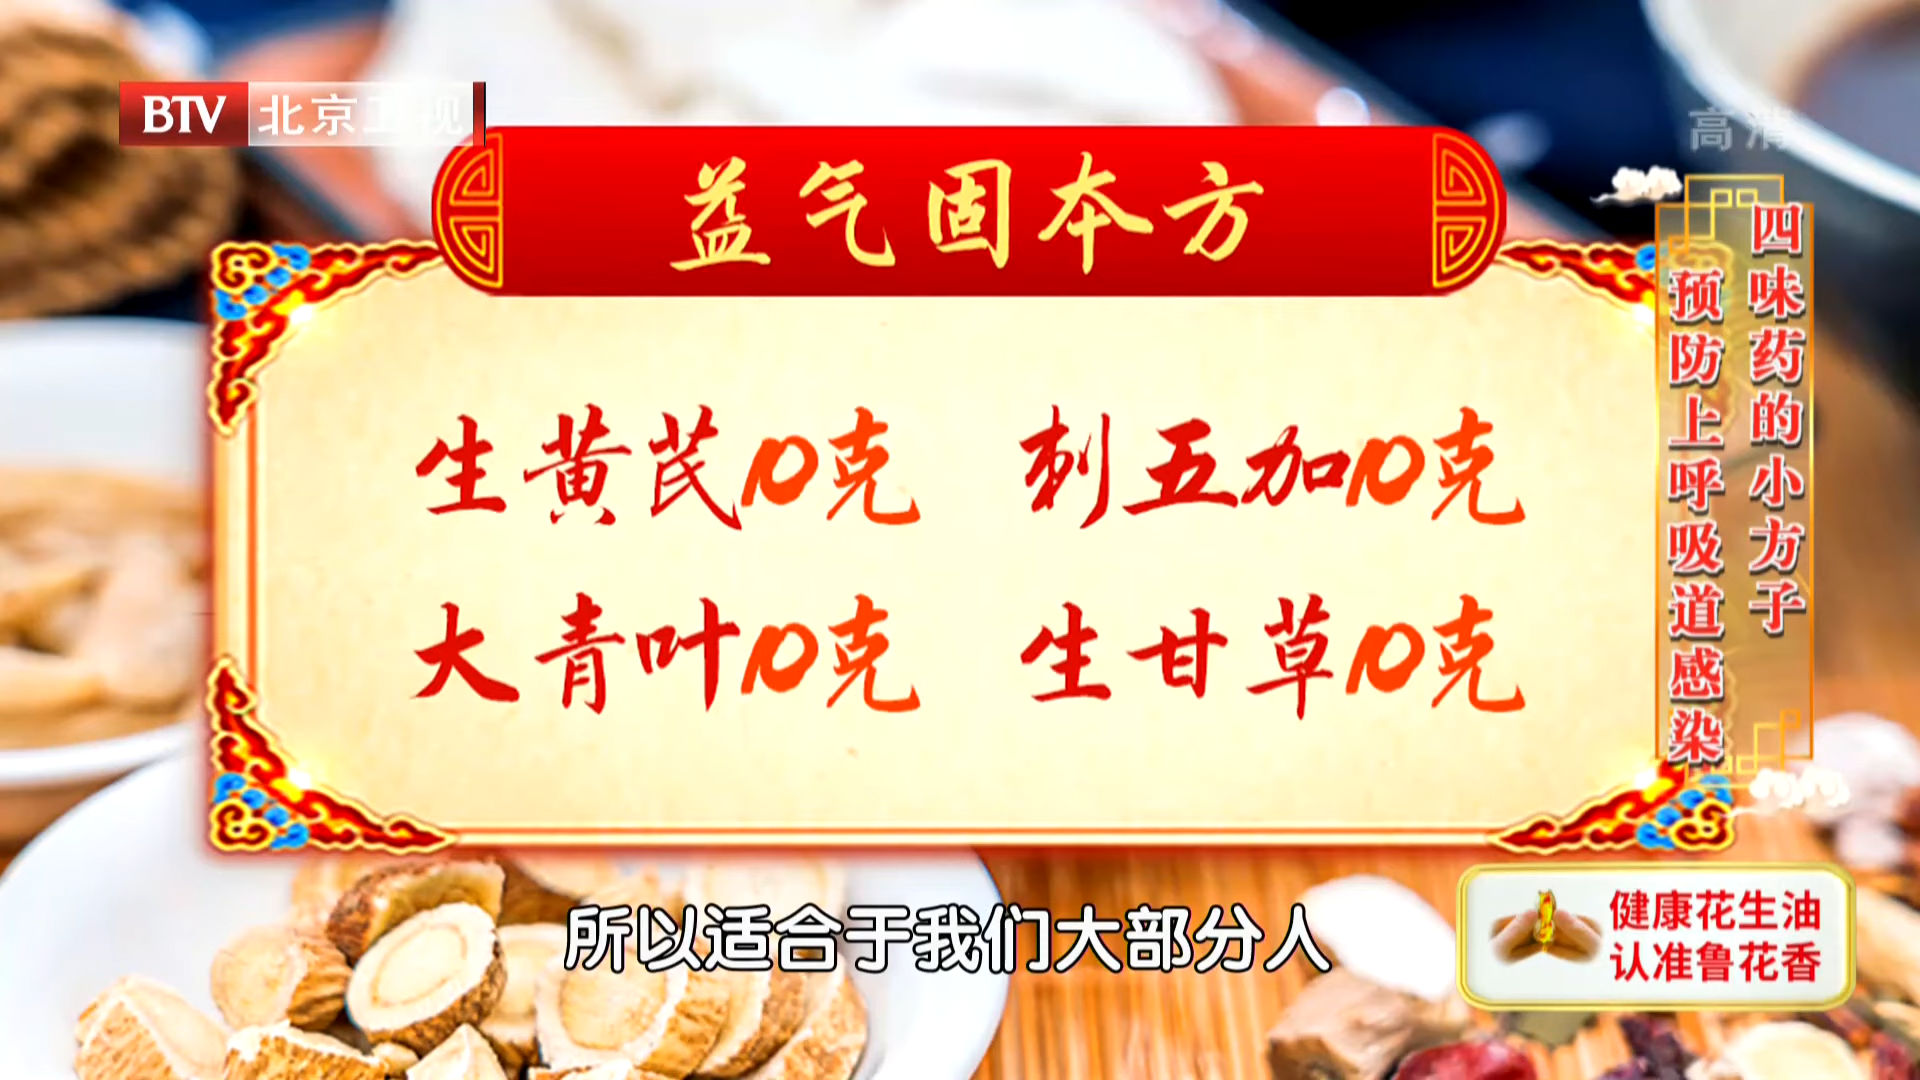 BTV 北京卫视
高清
益气固本方
生黄芪10克 刺五加10克
大青叶10克 生甘草10克
四味药的小方子
预防上呼吸道感染
所以适合于我们大部分人
健康花生油
认准鲁花香